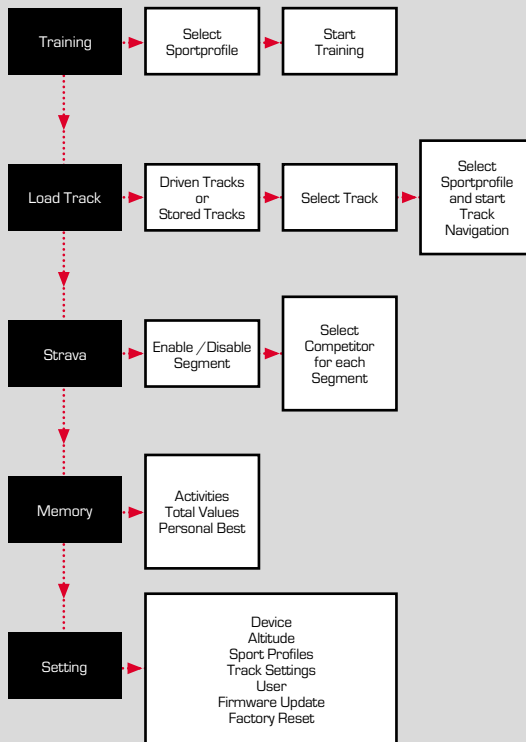 Training
Select
Sportprofile
Start
Training
Load Track
Driven Tracks
or
Stored Tracks
Select Track
Select
Sportprofile
and start
Track
Navigation
Strava
Enable / Disable
Segment
Select
Competitor
for each
Segment
Memory
Activities
Total Values
Personal Best
Setting
Device
Altitude
Sport Profiles
Track Settings
User
Firmware Update
Factory Reset